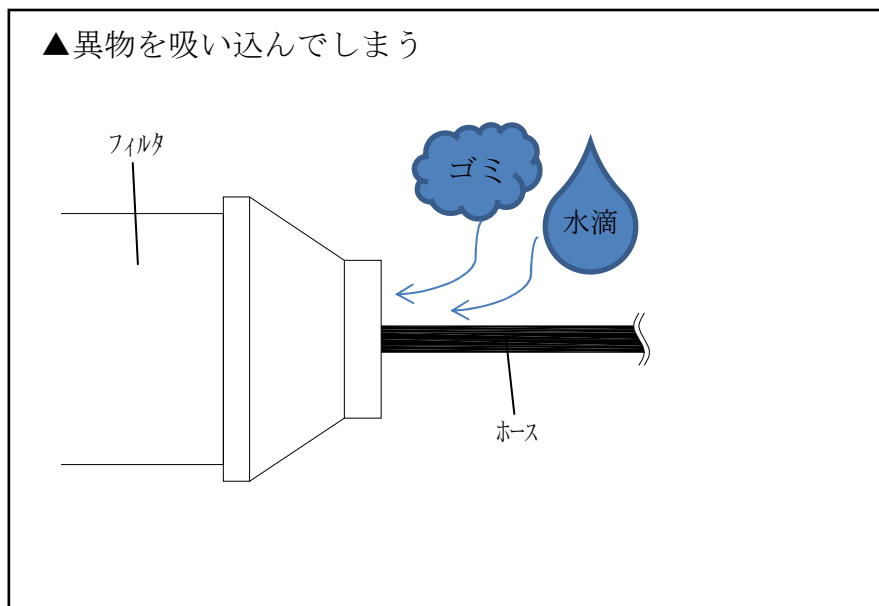 ▲異物を吸い込んでしまう
フィルタ
ゴミ
水滴
ホース